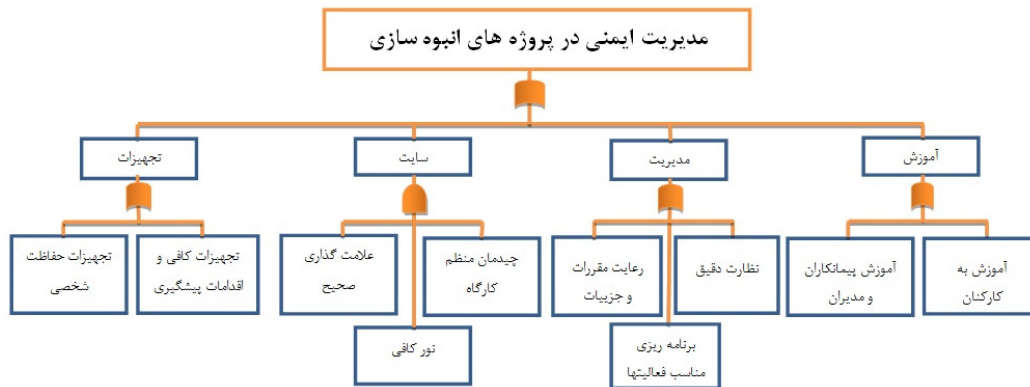 مدیریت ایمنی در پروژه های انبوه سازی
آموزش
مدیریت
سایت
تجهیزات
آموزش به
کارکنان
آموزش پیمانکاران
و مدیران
نظارت دقیق
رعایت مقررات
و جزییات
برنامه ریزی
مناسب فعالیتها
چیدمان منظم
کارگاه
علامت گذاری
صحیح
نور کافی
تجهیزات کافی و
اقدامات پیشگیری
تجهیزات حفاظت
شخصی